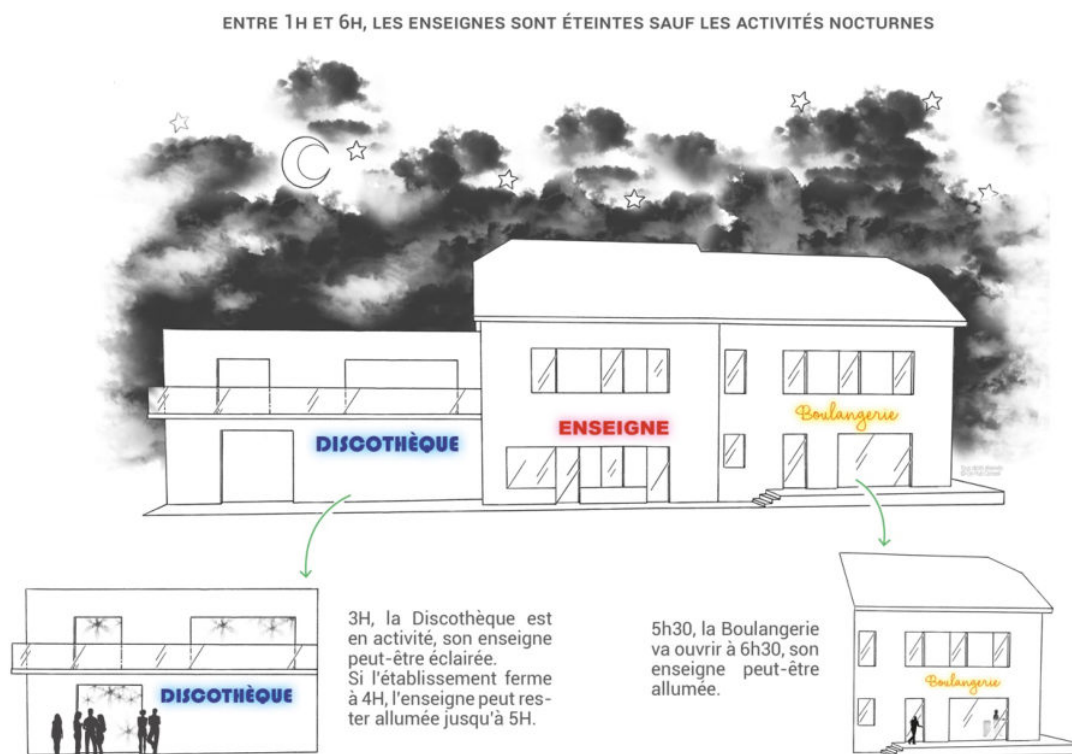 ENTRE 1H ET 6H, LES ENSEIGNES SONT ÉTEINTES SAUF LES ACTIVITÉS NOCTURNES
DISCOTHÈQUE
ENSEIGNE
Boulangerie
3H, la Discothèque est
en activité, son enseigne
peut-être éclairée.
Si l'établissement ferme
à 4H, l'enseigne peut res-
ter allumée jusqu'à 5H.
5h30, la Boulangerie
va ouvrir à 6h30, son
enseigne peut-être
allumée.
DISCOTHÈQUE
Boulangerie